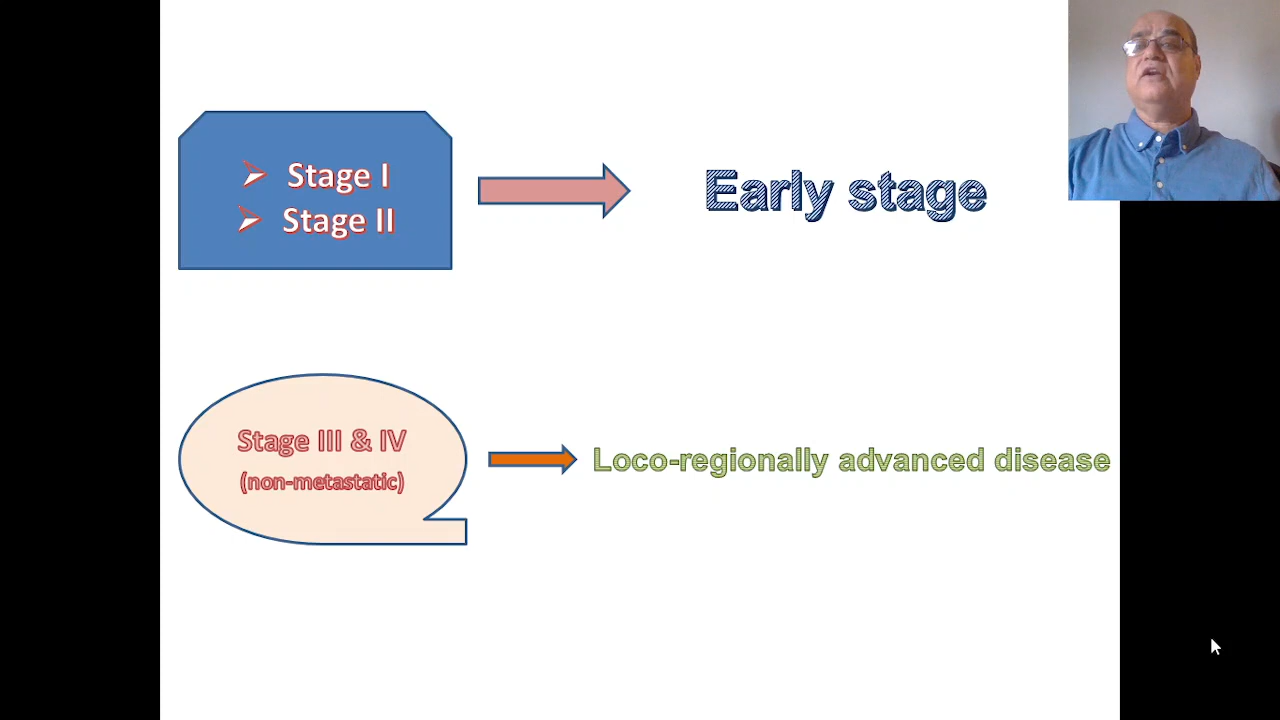 Stage I
Stage II
Early stage
Stage III & IV
(non-metastatic)
Loco-regionally advanced disease